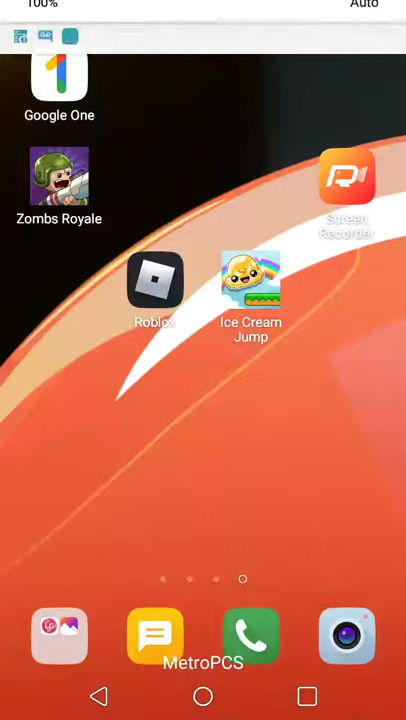 100%
Auto
Google One
Zombs Royale
Screen
Recorder
Roblox
Ice Cream
Jump
MetroPCS